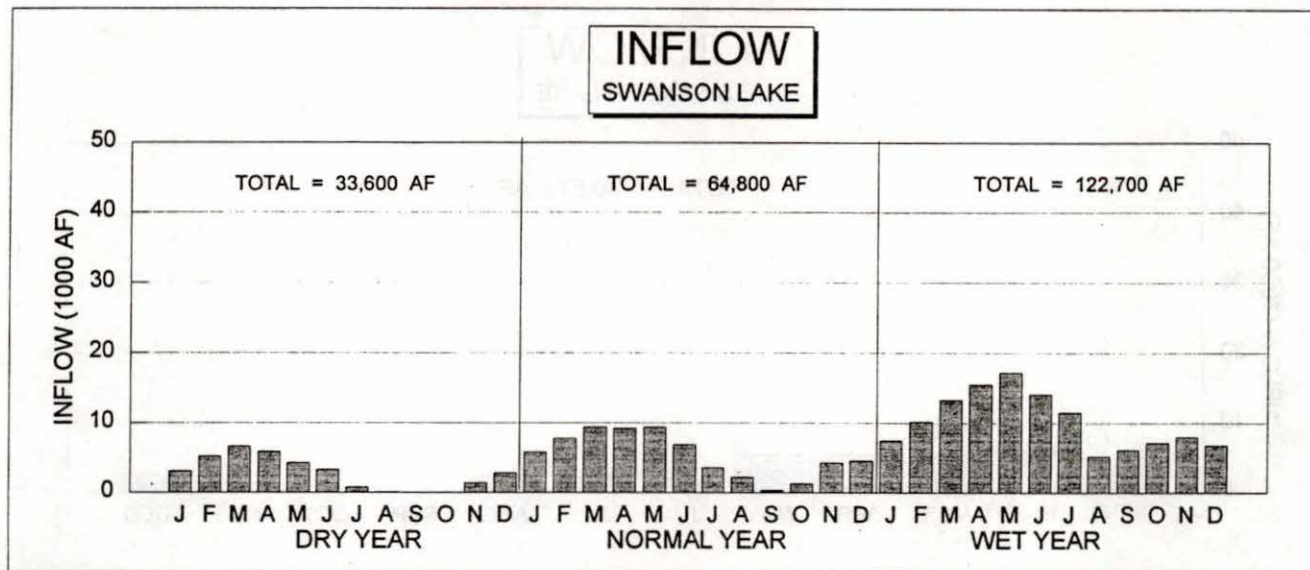 INFLOW
SWANSON LAKE
INFLOW (1000 AF)
50
40
30
20
10
0
TOTAL = 33,600 AF TOTAL = 64,800 AF TOTAL = 122,700 AF
J F M A M J J A S O N D J F M A M J J A S O N D J F M A M J J A S O N D
DRY YEAR NORMAL YEAR WET YEAR